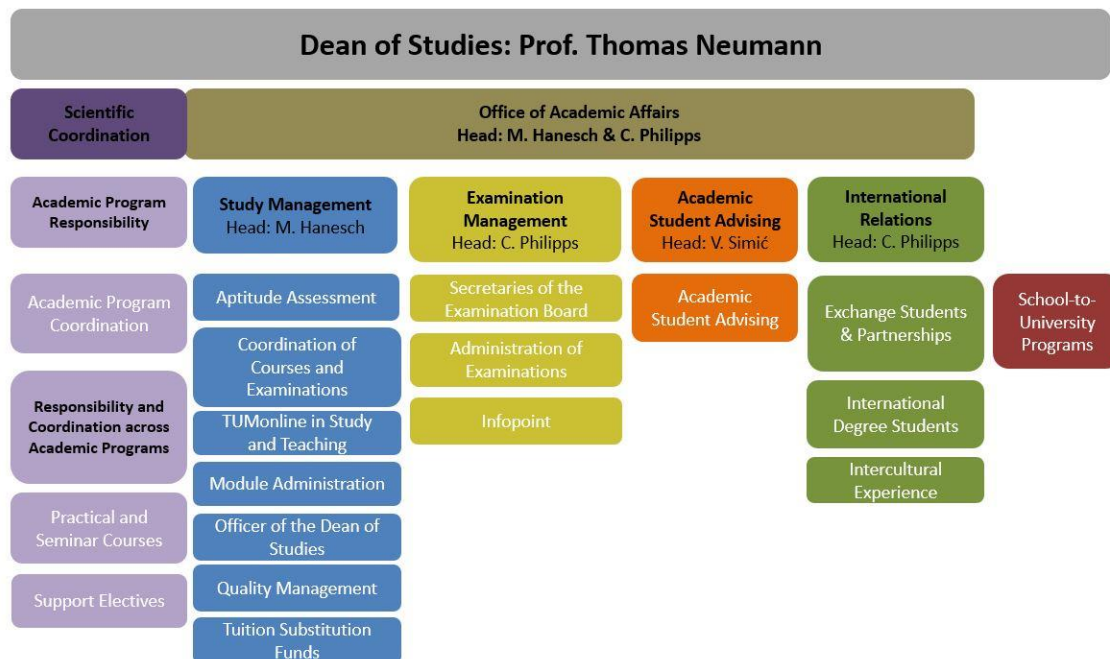 Dean of Studies: Prof. Thomas Neumann
Scientific
Coordination
Office of Academic Affairs
Head: M. Hanesch & C. Philipps
Academic Program
Responsibility
Study Management
Head: M. Hanesch
Examination
Management
Head: C. Philipps
Academic
Student Advising
Head: V. Simić
International
Relations
Head: C. Philipps
Academic Program
Coordination
Responsibility and
Coordination across
Academic Programs
Practical and
Seminar Courses
Support Electives
Aptitude Assessment
Coordination of
Courses and
Examinations
TUMonline in Study
and Teaching
Module Administration
Officer of the Dean of
Studies
Quality Management
Tuition Substitution
Funds
Secretaries of the
Examination Board
Administration of
Examinations
Infopoint
Academic
Student Advising
Exchange Students
& Partnerships
International
Degree Students
Intercultural
Experience
School-to-
University
Programs